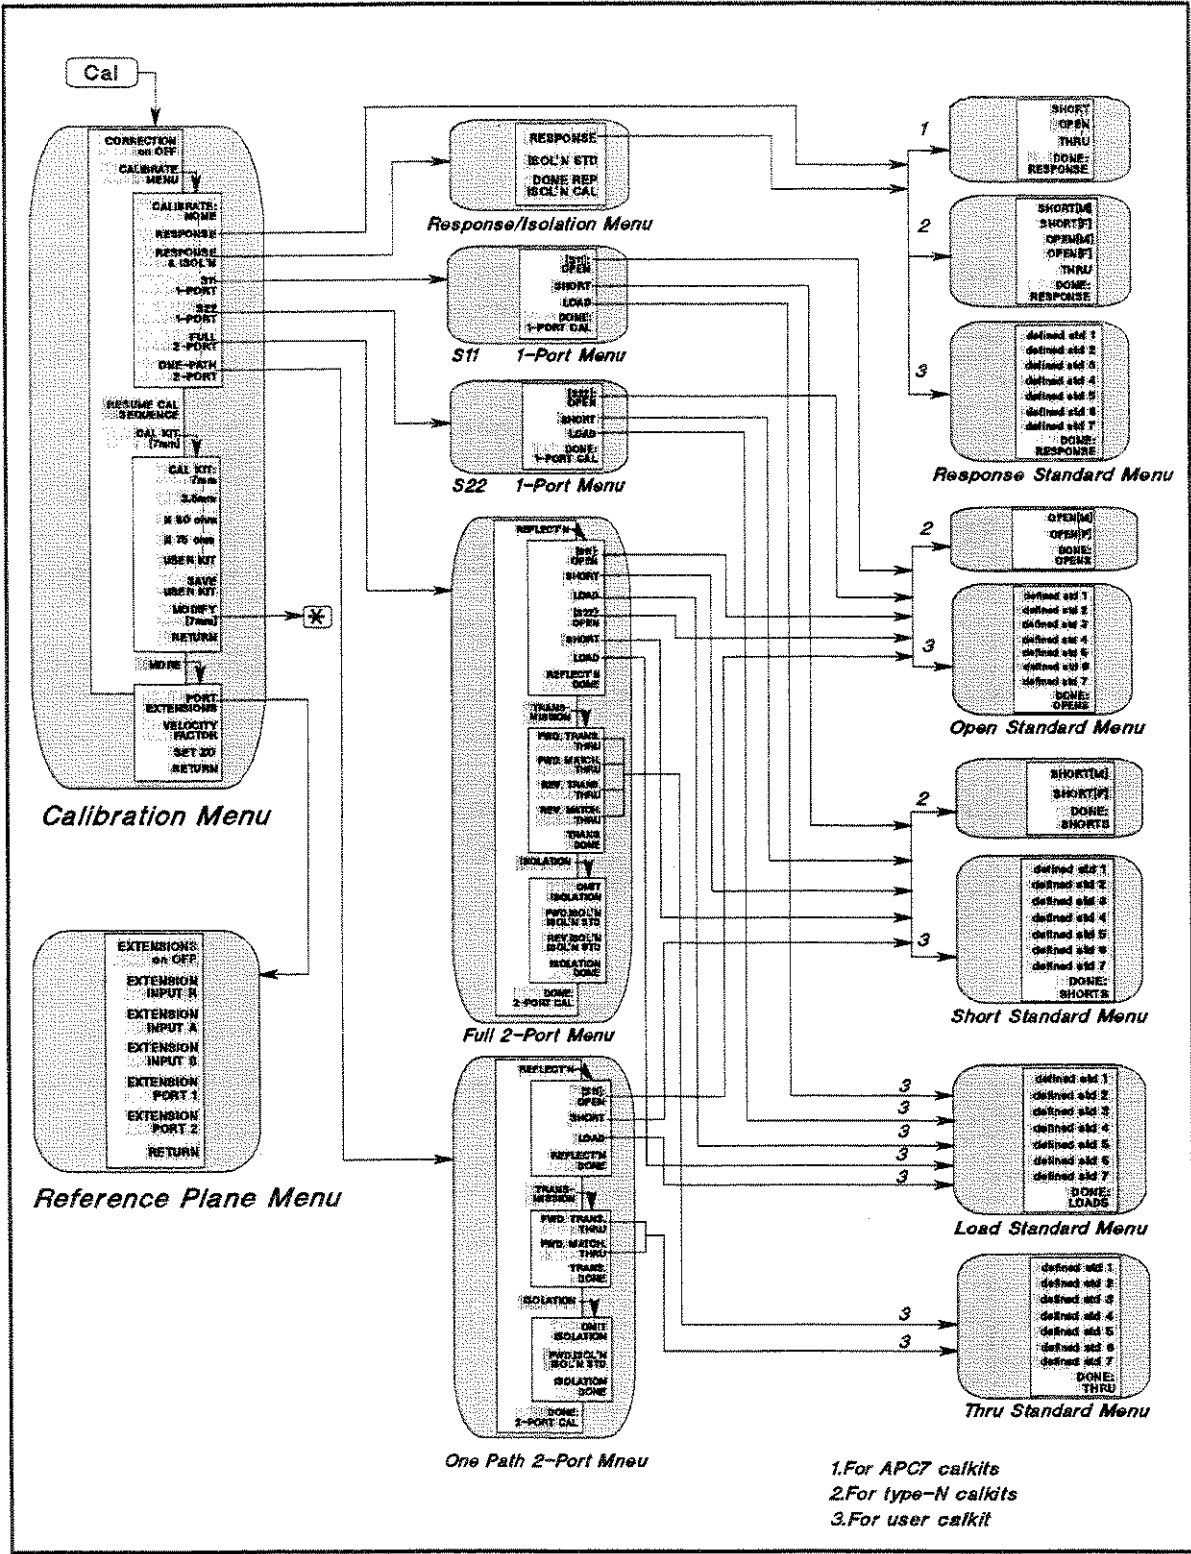 Cal
CORRECTION
on OFF
CALIBRATE
MENU
CALIBRATE:
NONE
RESPONSE
RESPONSE
& ISOL'N
S11
1-PORT
S22
1-PORT
FULL
2-PORT
ONE-PATH
2-PORT
RESUME CAL
SEQUENCE
CAL KIT
[7mm]
CAL KIT:
7mm
3.5mm
N 50 ohm
N 75 ohm
USER KIT
SAVE
USER KIT
MODIFY
[7mm]
RETURN
MORE
PORT
EXTENSIONS
VELOCITY
FACTOR
SET Z0
RETURN
Calibration Menu
EXTENSIONS
on OFF
EXTENSION
INPUT R
EXTENSION
INPUT A
EXTENSION
INPUT B
EXTENSION
PORT 1
EXTENSION
PORT 2
RETURN
Reference Plane Menu
RESPONSE
ISOL'N STD
DONE REP
ISOL'N CAL
Response/Isolation Menu
[S11]:
OPEN
SHORT
LOAD
DONE:
1-PORT CAL
S11 1-Port Menu
[S22]:
OPEN
SHORT
LOAD
DONE:
1-PORT CAL
S22 1-Port Menu
REFLECT'N
[S11]:
OPEN
SHORT
LOAD
[S22]:
OPEN
SHORT
LOAD
REFLECT'N
DONE
TRANS-
MISSION
FWD. TRANS.
THRU
FWD. MATCH.
THRU
REV. TRANS.
THRU
REV. MATCH.
THRU
TRANS.
DONE
ISOLATION
OMIT
ISOLATION
FWD.ISOL'N
ISOL'N STD
REV.ISOL'N
ISOL'N STD
ISOLATION
DONE
DONE:
2-PORT CAL
Full 2-Port Menu
REFLECT'N
[S11]:
OPEN
SHORT
LOAD
REFLECT'N
DONE
TRANS-
MISSION
FWD. TRANS.
THRU
FWD. MATCH.
THRU
TRANS.
DONE
ISOLATION
OMIT
ISOLATION
FWD.ISOL'N
ISOL'N STD
ISOLATION
DONE
DONE:
2-PORT CAL
One Path 2-Port Mneu
1
SHORT
OPEN
THRU
DONE:
RESPONSE
2
SHORT[M]
SHORT[F]
OPEN[M]
OPEN[F]
THRU
DONE:
RESPONSE
3
defined std 1
defined std 2
defined std 3
defined std 4
defined std 5
defined std 6
defined std 7
DONE:
RESPONSE
Response Standard Menu
2
OPEN[M]
OPEN[F]
DONE:
OPENS
3
defined std 1
defined std 2
defined std 3
defined std 4
defined std 5
defined std 6
defined std 7
DONE:
OPENS
Open Standard Menu
2
SHORT[M]
SHORT[F]
DONE:
SHORTS
3
defined std 1
defined std 2
defined std 3
defined std 4
defined std 5
defined std 6
defined std 7
DONE:
SHORTS
Short Standard Menu
3
3
3
3
3
defined std 1
defined std 2
defined std 3
defined std 4
defined std 5
defined std 6
defined std 7
DONE:
LOADS
Load Standard Menu
3
3
defined std 1
defined std 2
defined std 3
defined std 4
defined std 5
defined std 6
defined std 7
DONE:
THRU
Thru Standard Menu
1.For APC7 calkits
2.For type-N calkits
3.For user calkit